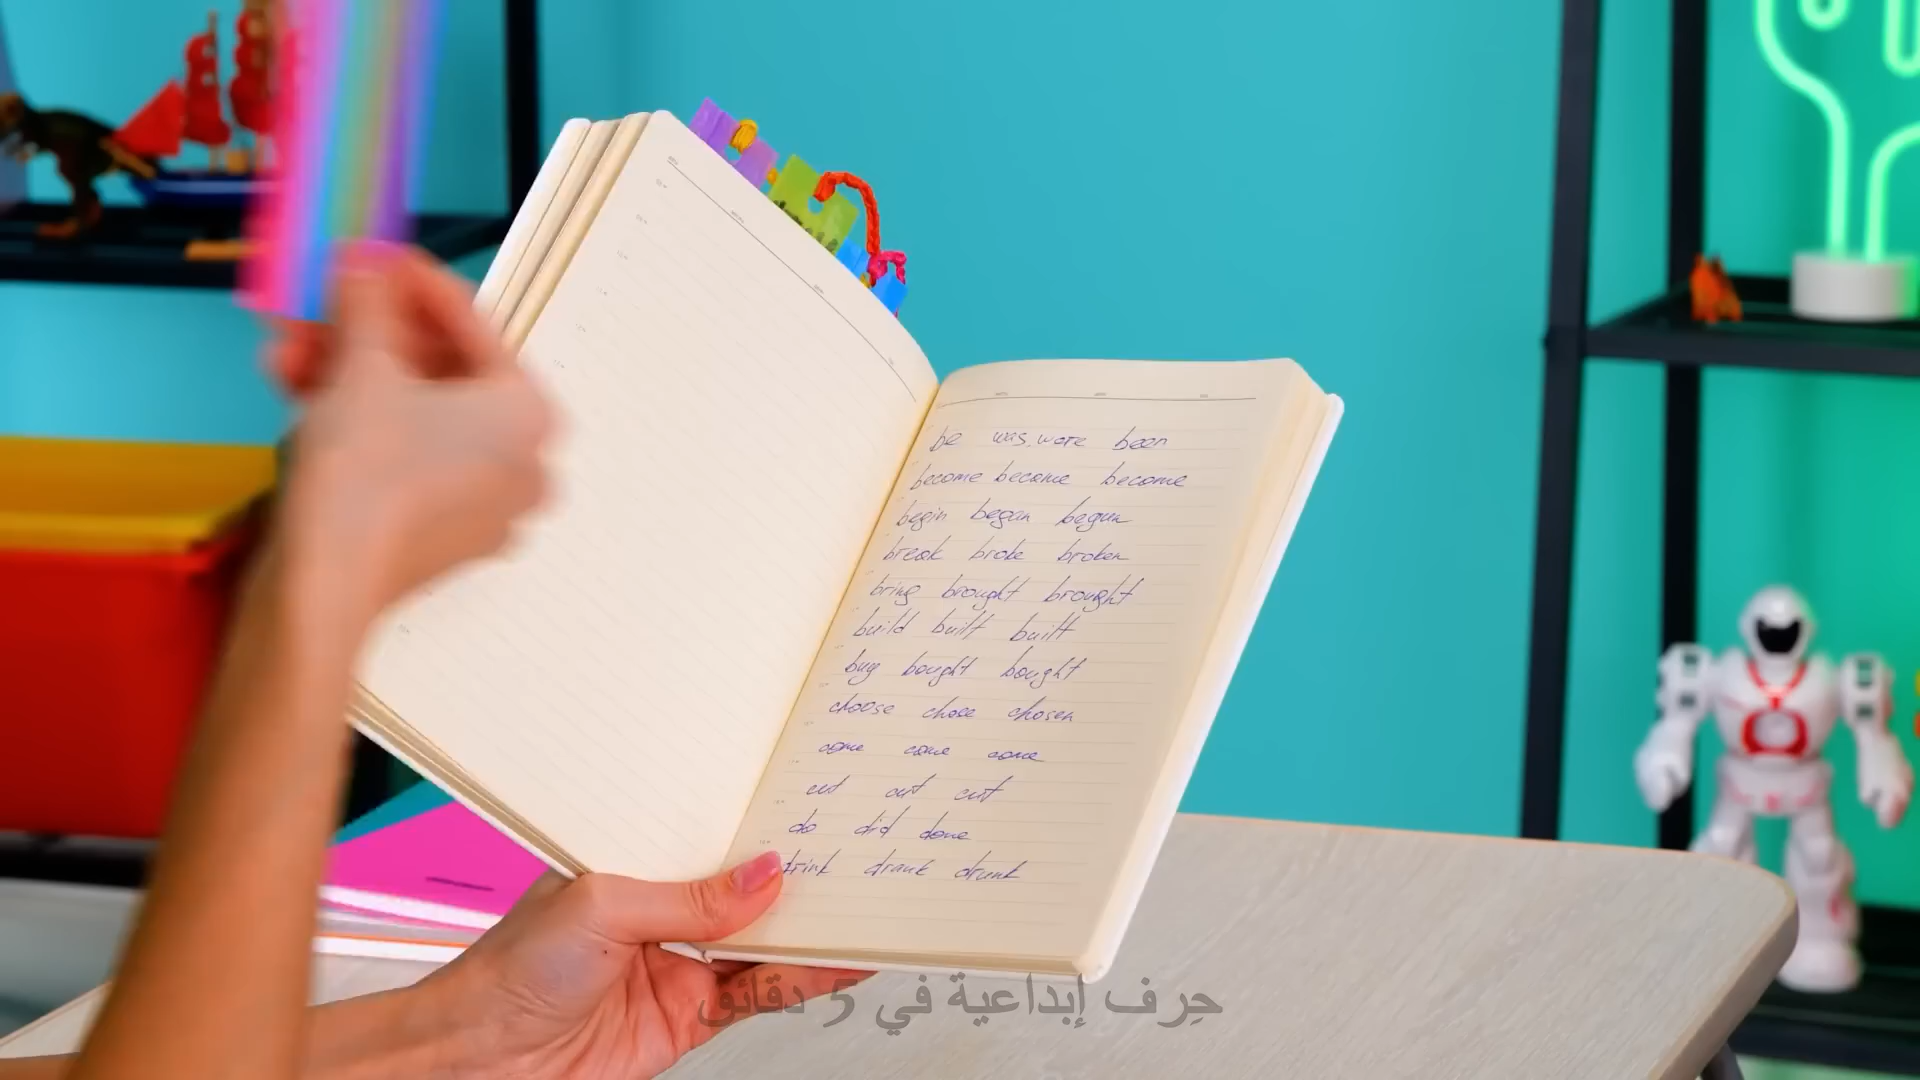 be was, were been
become became become
begin began begun
break broke broken
bring brought brought
build built built
buy bought bought
choose chose chosen
come came come
cut cut cut
do did done
drink drank drunk
حِرف إبداعية في 5 دقائق